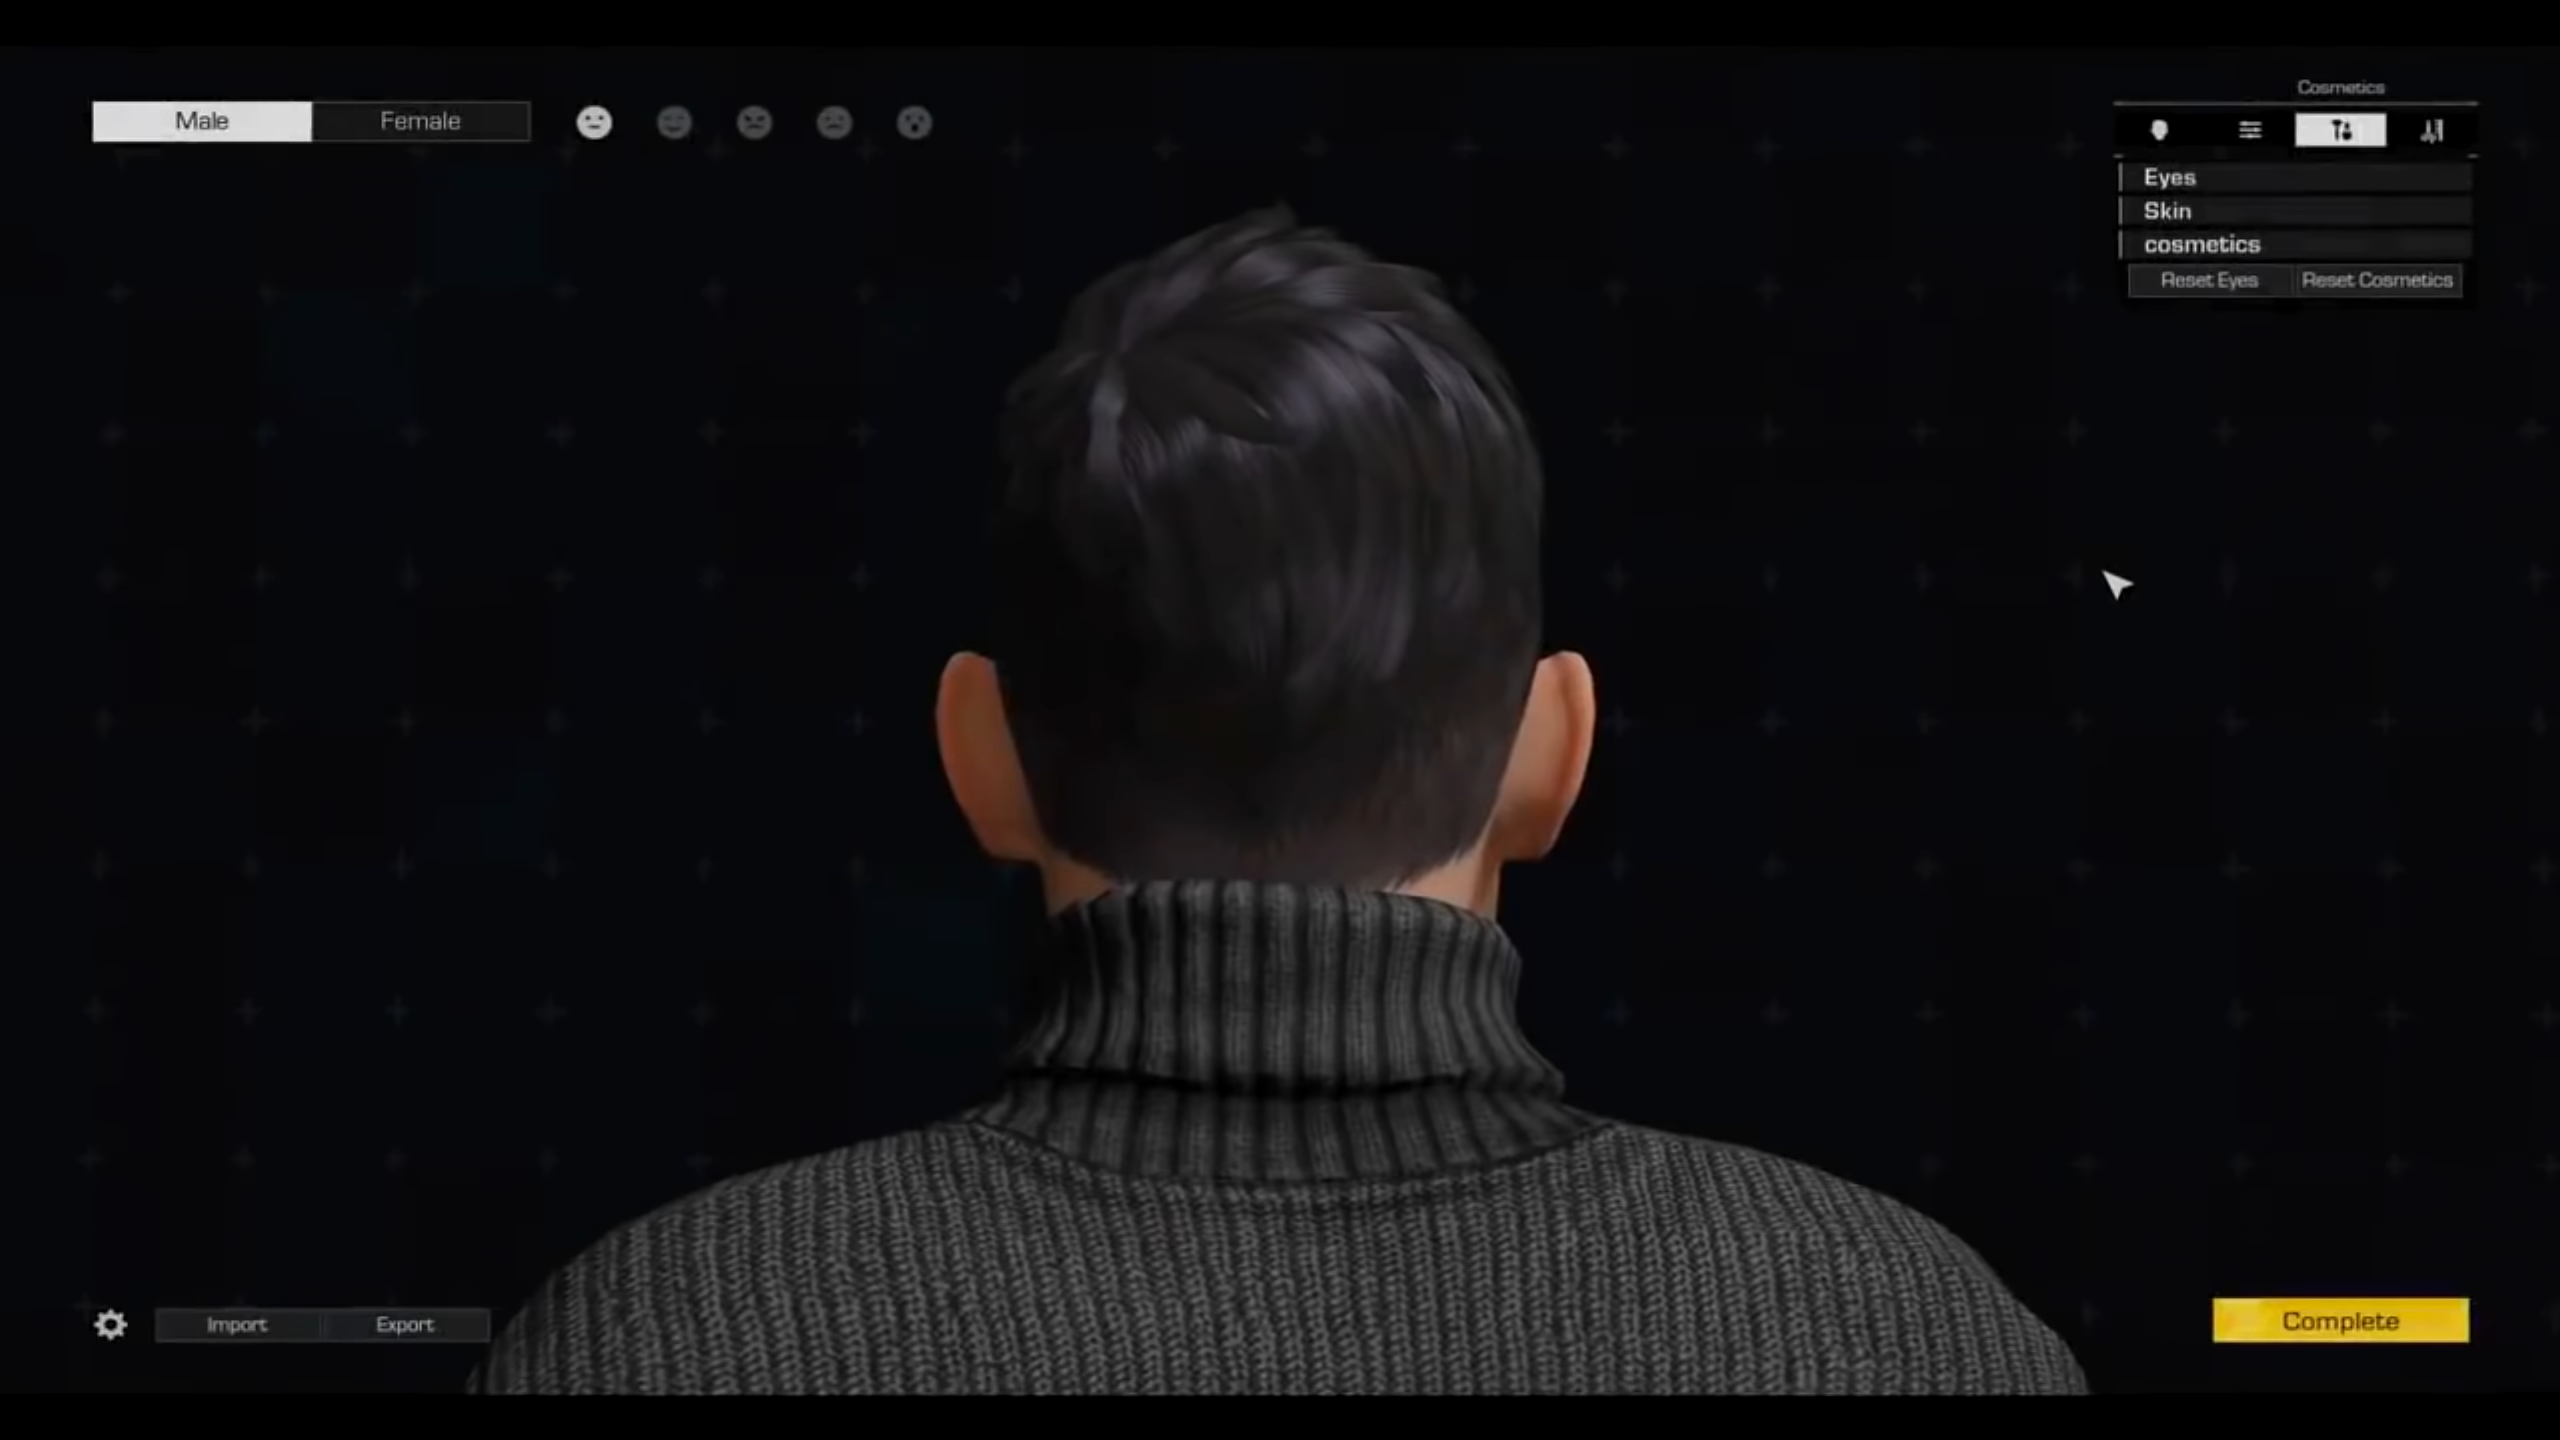 Cosmetics
Male Female
Eyes
Skin
cosmetics
Reset Eyes Reset Cosmetics
Import Export
Complete